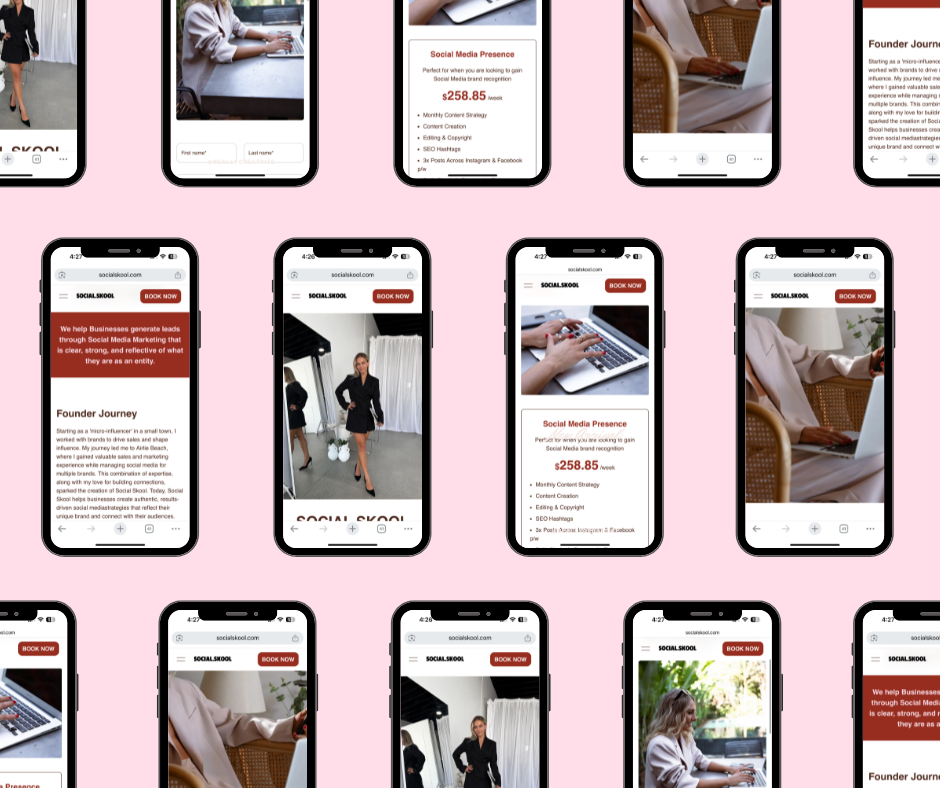 L SKOOL
First name*
Last name*
Social Media Presence
Perfect for when you are looking to gain
Social Media brand recognition
$258.85 /week
• Monthly Content Strategy
• Content Creation
• Editing & Copyright
• SEO Hashtags
• 3x Posts Across Instagram & Facebook
p/w
Founder Journe
Starting as a 'micro-influence
worked with brands to drive sale
influence. My journey led me
where I gained valuable sale
experience while managing s
multiple brands. This combin
along with my love for buildin
sparked the creation of Socia
Skool helps businesses crea
driven social mediastrategies
unique brand and connect wi
4:27
socialskool.com
SOCIAL.SKOOL
BOOK NOW
We help Businesses generate leads
through Social Media Marketing that
is clear, strong, and reflective of what
they are as an entity.
Founder Journey
Starting as a 'micro-influencer' in a small town, I
worked with brands to drive sales and shape
influence. My journey led me to Airlie Beach,
where I gained valuable sales and marketing
experience while managing social media for
multiple brands. This combination of expertise,
along with my love for building connections,
sparked the creation of Social Skool. Today, Social
Skool helps businesses create authentic, results-
driven social mediastrategies that reflect their
unique brand and connect with their audiences.
4:26
socialskool.com
SOCIAL.SKOOL
BOOK NOW
SOCIAL SKOOL
4:27
socialskool.com
SOCIAL.SKOOL
BOOK NOW
Social Media Presence
Perfect for when you are looking to gain
Social Media brand recognition
$258.85 /week
• Monthly Content Strategy
• Content Creation
• Editing & Copyright
• SEO Hashtags
• 3x Posts Across Instagram & Facebook
p/w
4:27
socialskool.com
SOCIAL.SKOOL
BOOK NOW
ol.com
BOOK NOW
a Presence
4:27
socialskool.com
SOCIAL.SKOOL
BOOK NOW
4:26
socialskool.com
SOCIAL.SKOOL
BOOK NOW
4:27
socialskool.com
SOCIAL.SKOOL
BOOK NOW
4:27
socialskoo
SOCIAL.SKOOL
We help Businesses
through Social Media
is clear, strong, and r
they are as a
Founder Journe